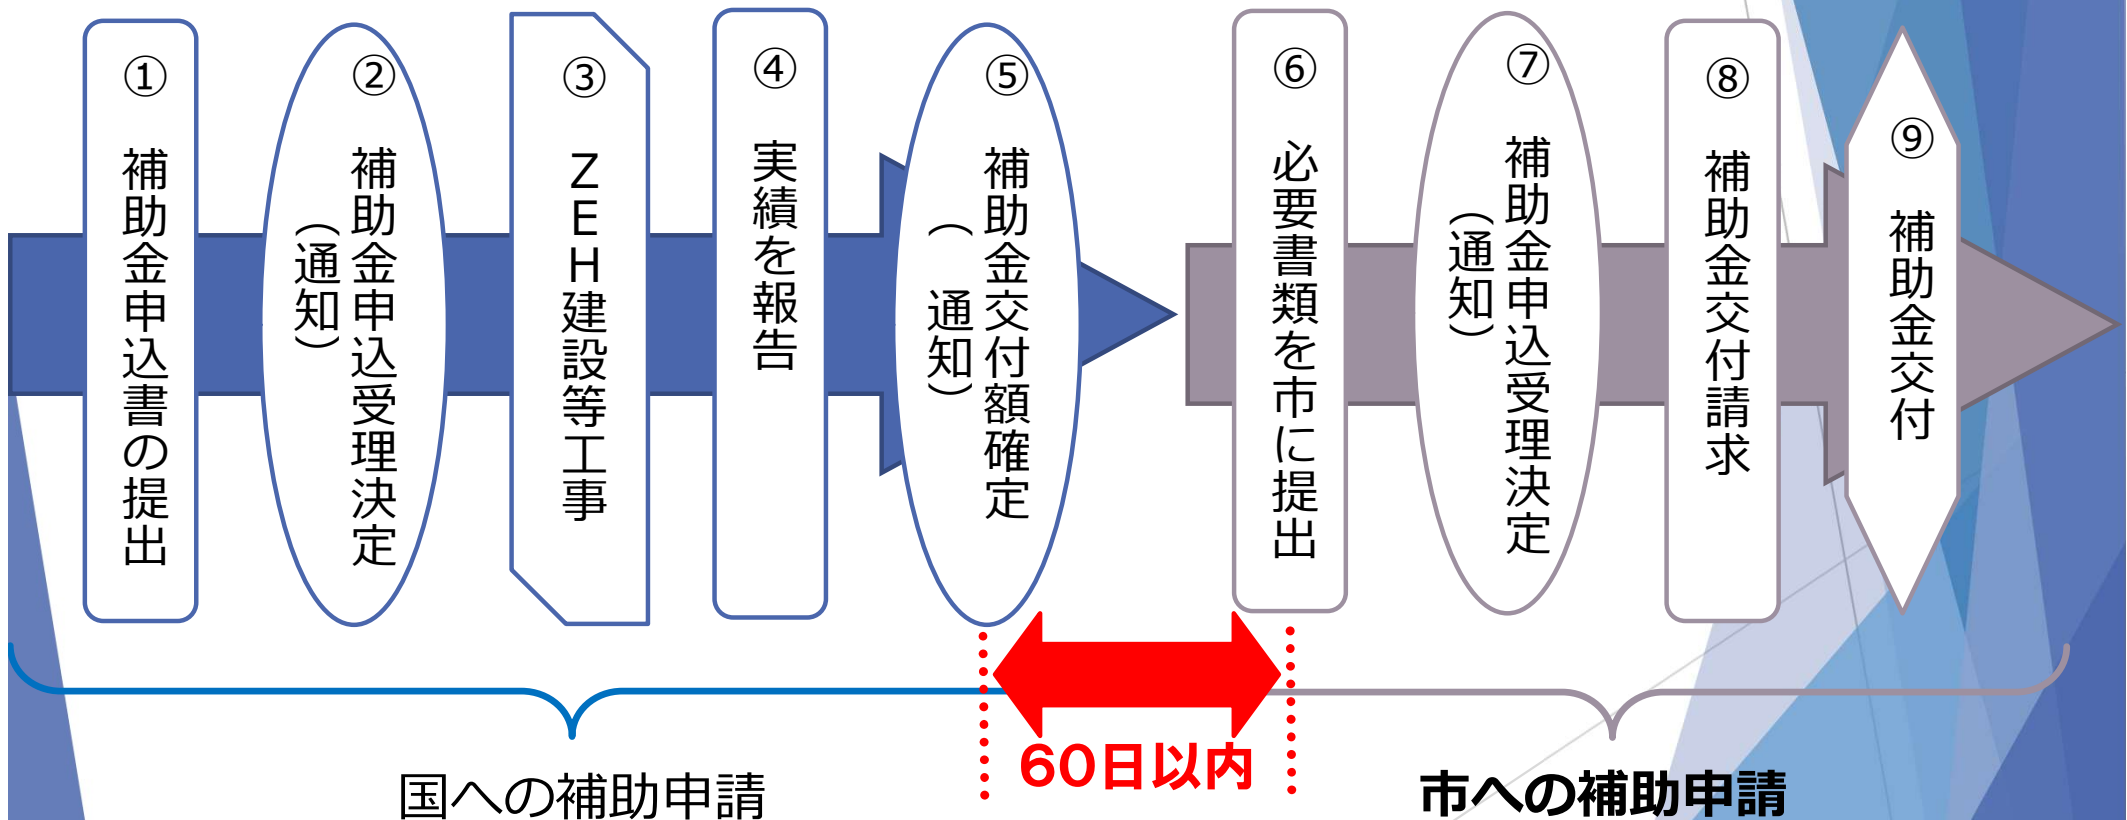 ①　補助金申込書の提出
②　補助金申込受理決定
（通知）
③　ＺＥＨ建設等工事
④　実績を報告
⑤　補助金交付額確定
（　通知）
⑥　必要書類を市に提出
⑦　補助金申込受理決定
（通知）
⑧　補助金交付請求
⑨　補助金交付
60日以内
国への補助申請
市への補助申請